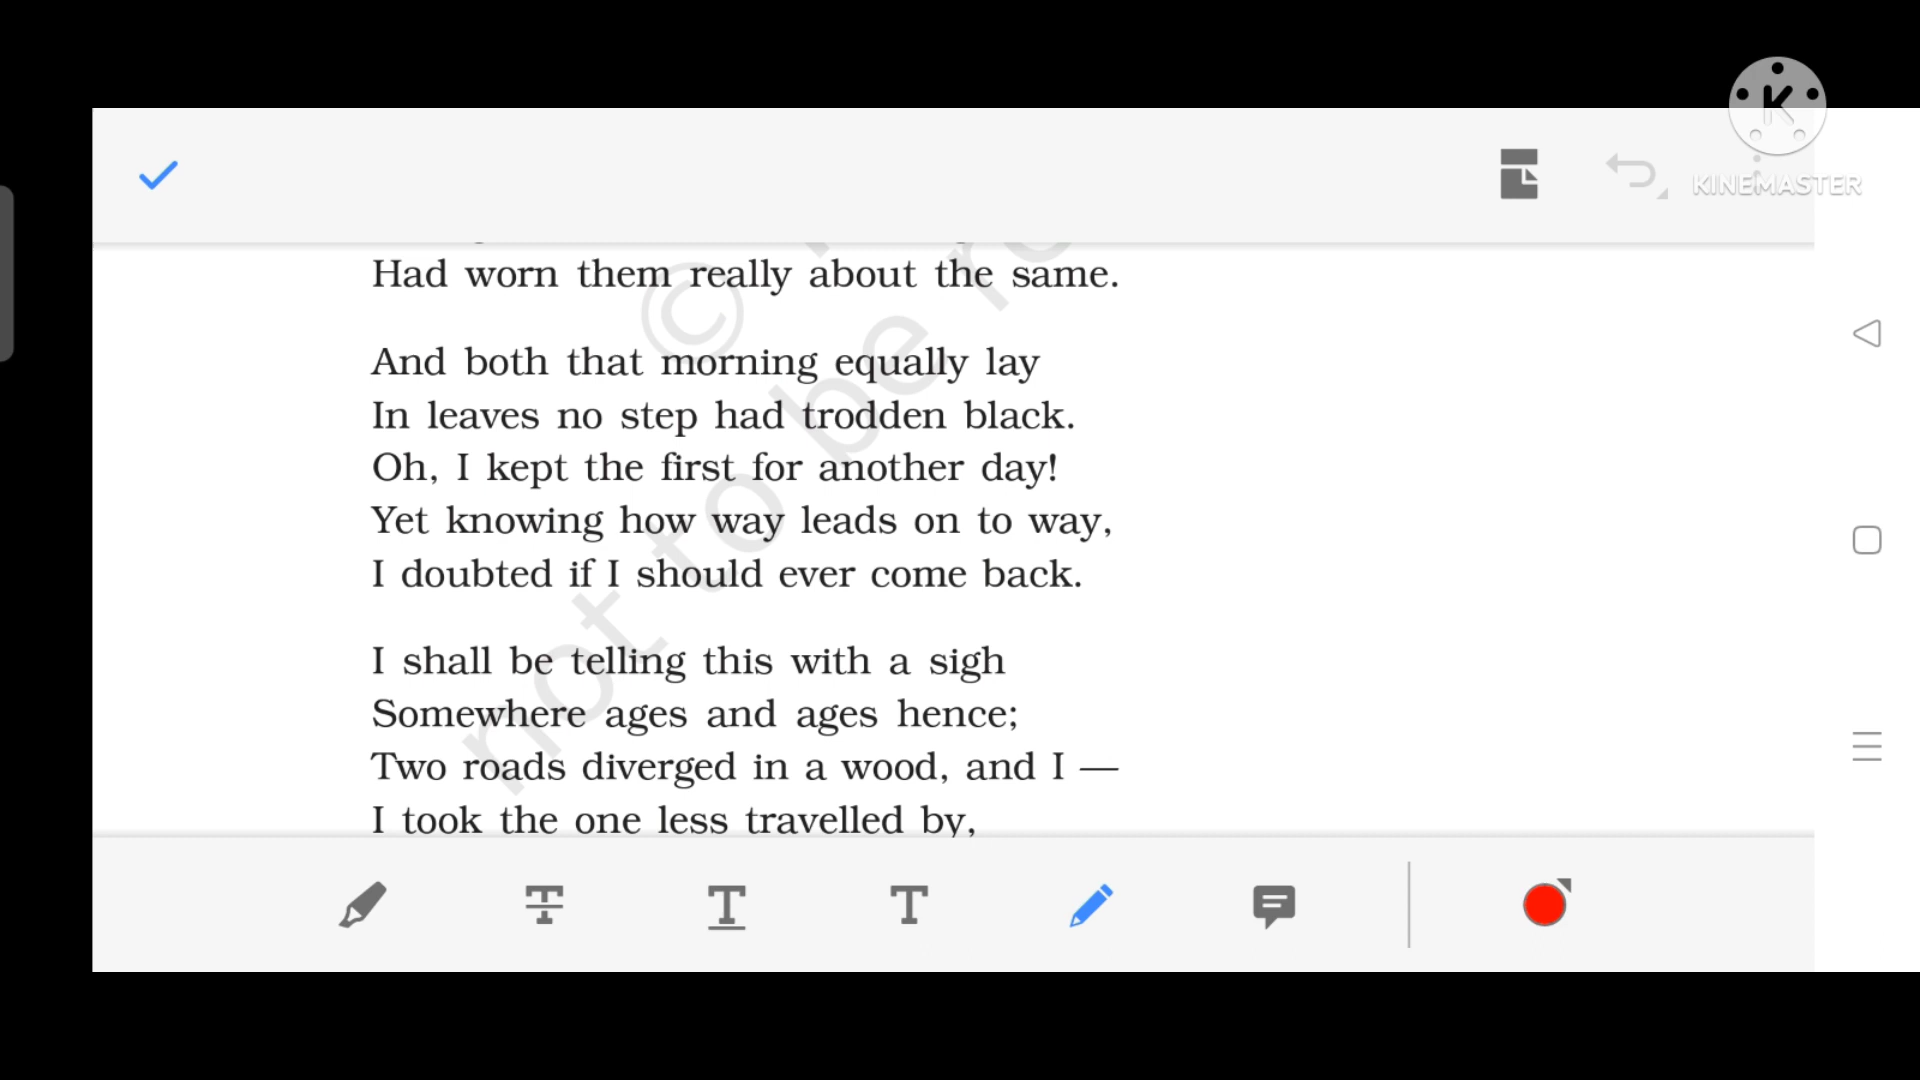 KINEMASTER
Had worn them really about the same.
And both that morning equally lay
In leaves no step had trodden black.
Oh, I kept the first for another day!
Yet knowing how way leads on to way,
I doubted if I should ever come back.
I shall be telling this with a sigh
Somewhere ages and ages hence;
Two roads diverged in a wood, and I —
I took the one less travelled by,
©
not to be